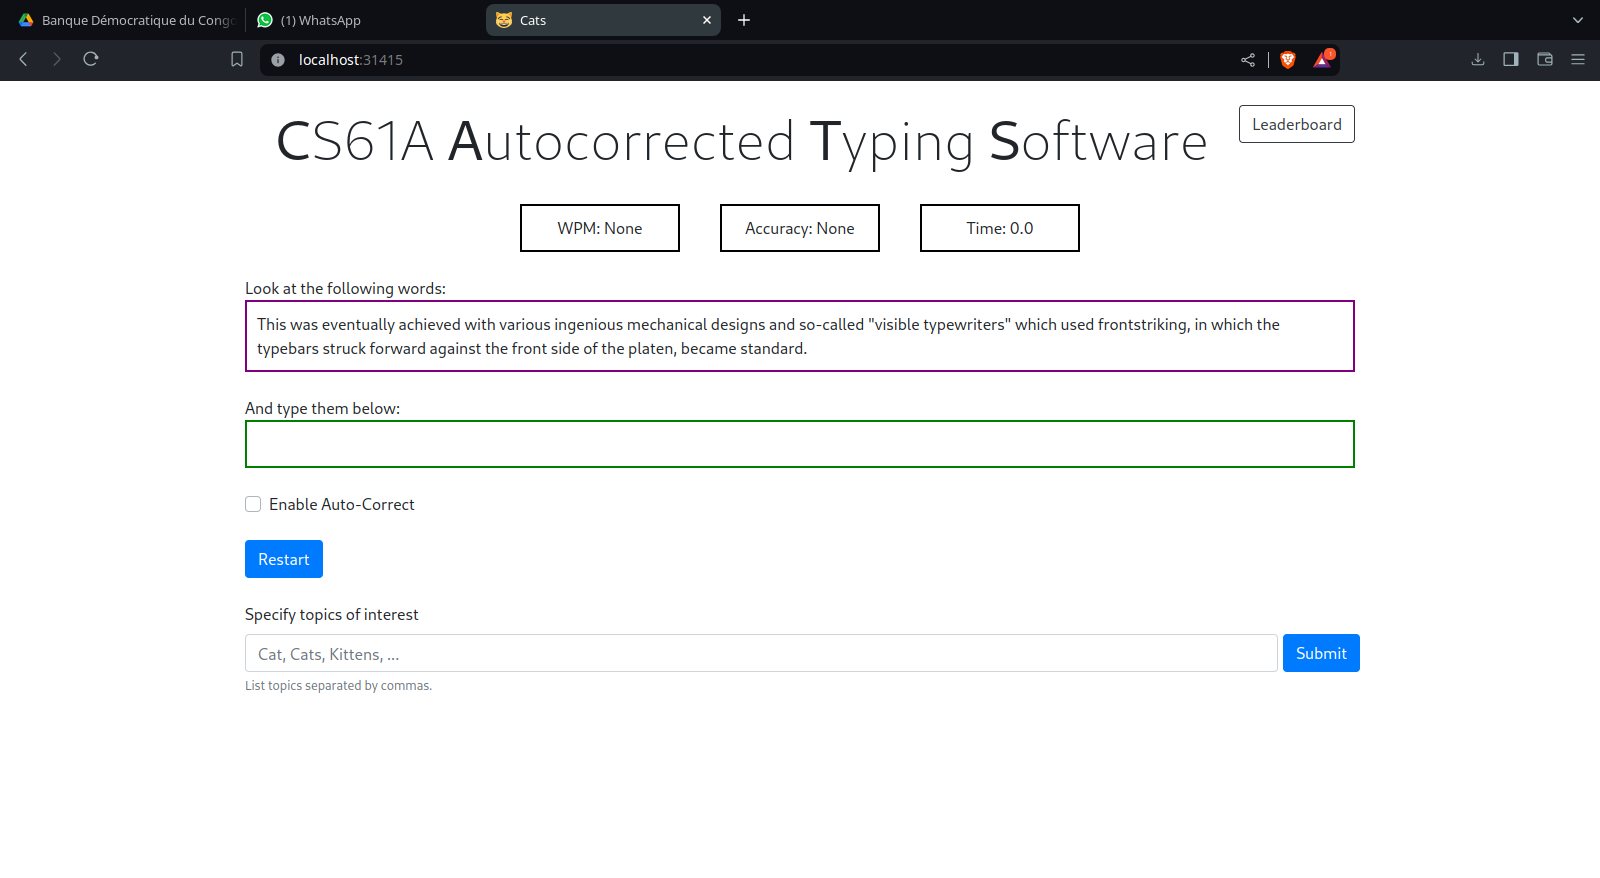 Banque Démocratique du Congo
(1) WhatsApp
Cats
localhost:31415
1
CS61A Autocorrected Typing Software
Leaderboard
WPM: None
Accuracy: None
Time: 0.0
Look at the following words:
This was eventually achieved with various ingenious mechanical designs and so-called "visible typewriters" which used frontstriking, in which the
typebars struck forward against the front side of the platen, became standard.
And type them below:
Enable Auto-Correct
Restart
Specify topics of interest
Cat, Cats, Kittens, ...
Submit
List topics separated by commas.